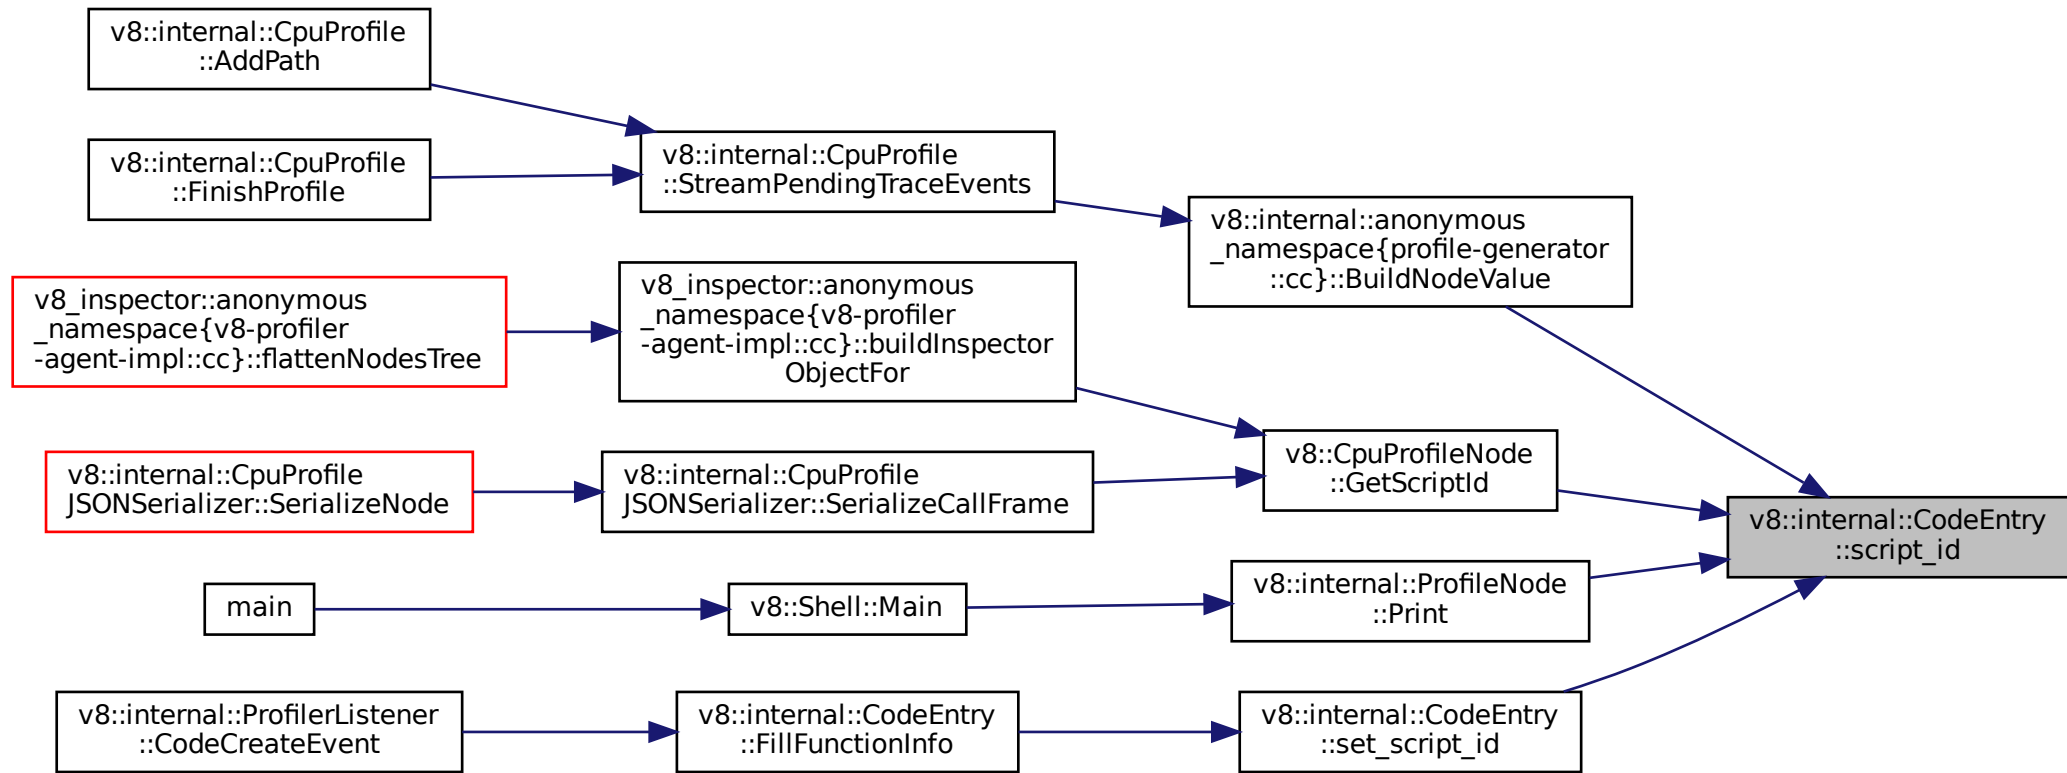 v8::internal::CpuProfile
::AddPath
v8::internal::CpuProfile
::FinishProfile
v8::internal::CpuProfile
::StreamPendingTraceEvents
v8::internal::anonymous
_namespace{profile-generator
::cc}::BuildNodeValue
v8_inspector::anonymous
_namespace{v8-profiler
-agent-impl::cc}::flattenNodesTree
v8_inspector::anonymous
_namespace{v8-profiler
-agent-impl::cc}::buildInspector
ObjectFor
v8::CpuProfileNode
::GetScriptId
v8::internal::CpuProfile
JSONSerializer::SerializeNode
v8::internal::CpuProfile
JSONSerializer::SerializeCallFrame
v8::internal::CodeEntry
::script_id
main
v8::Shell::Main
v8::internal::ProfileNode
::Print
v8::internal::ProfilerListener
::CodeCreateEvent
v8::internal::CodeEntry
::FillFunctionInfo
v8::internal::CodeEntry
::set_script_id